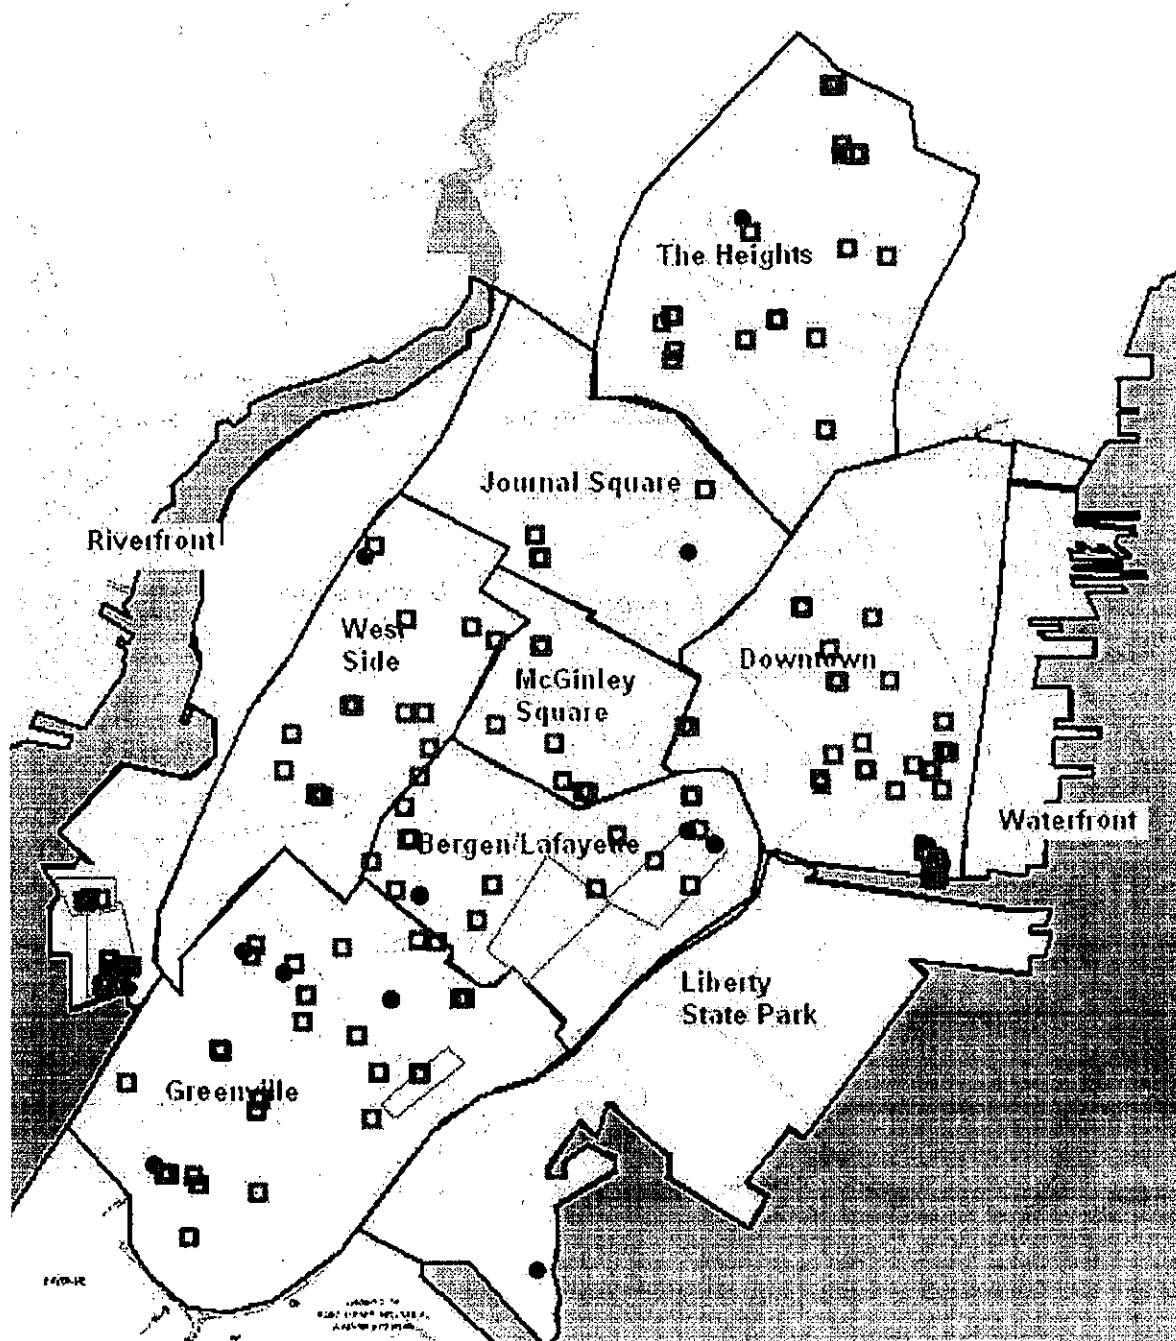 The Heights
Journal Square
Riverfront
West
Side
Downtown
McGinley
Square
Waterfront
Bergen/Lafayette
Liberty
State Park
Greenville